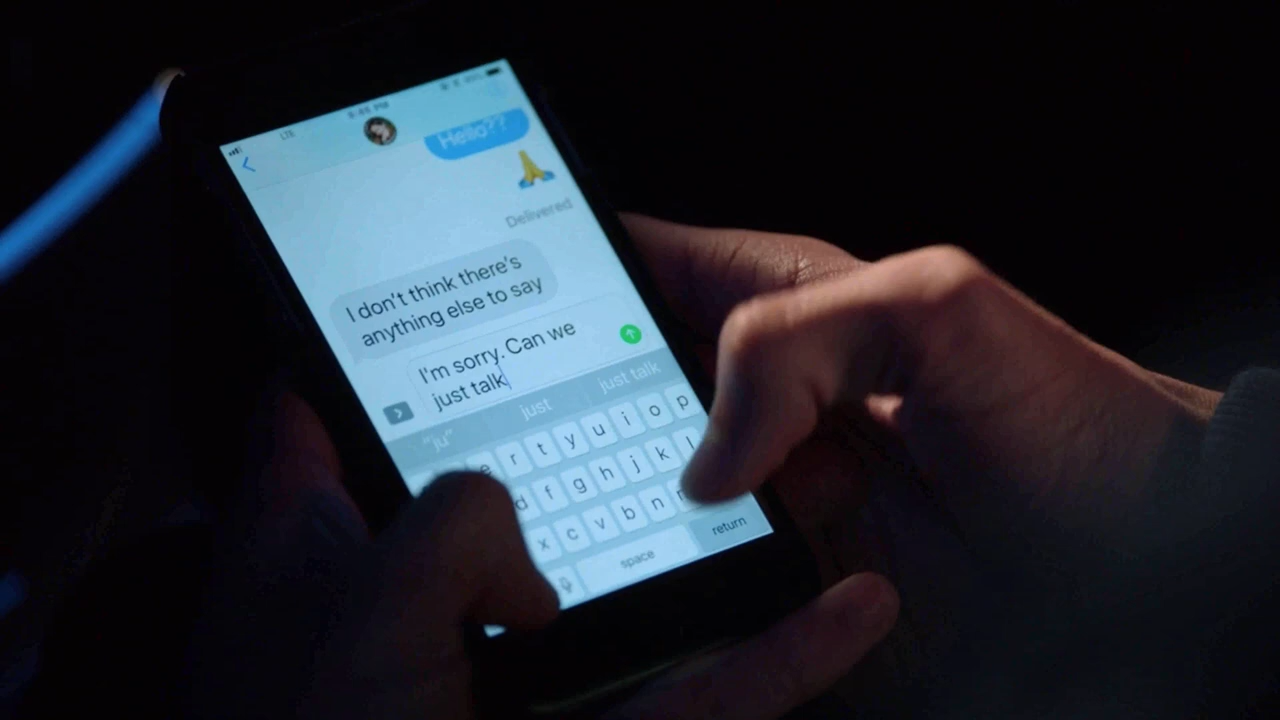 LTE
Hello??
Delivered
I don't think there's
anything else to say
I'm sorry. Can we
just talk
"ju" just just talk
e r t y u i o p
d f g h j k l
x c v b n
space return